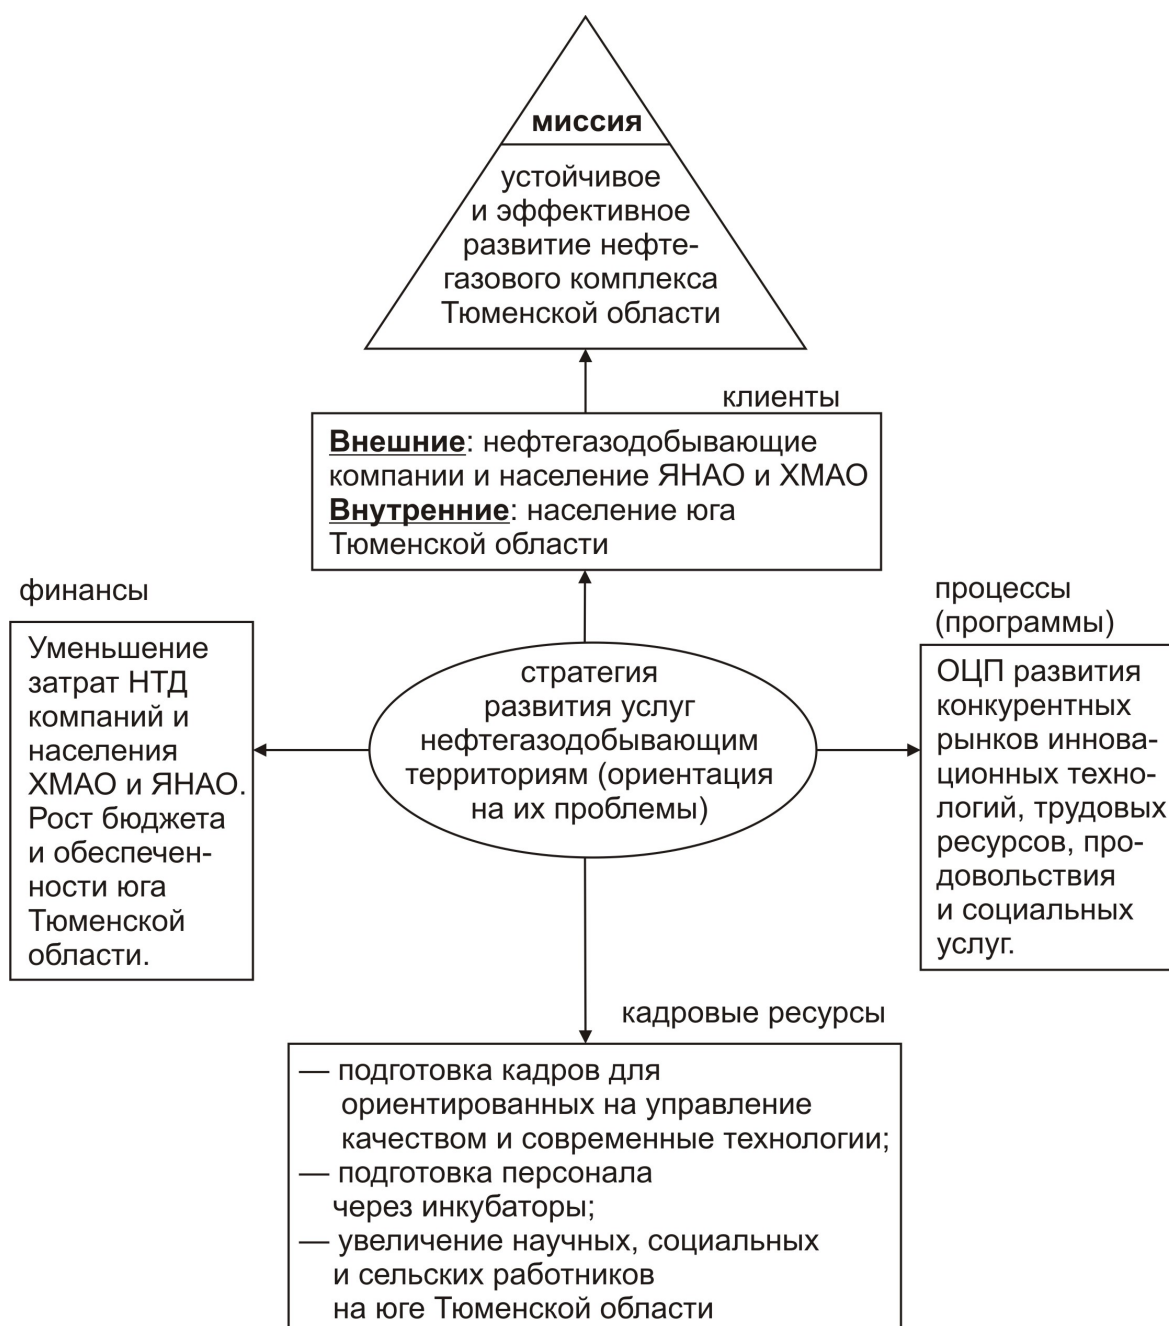 миссия
устойчивое
и эффективное
развитие нефте-
газового комплекса
Тюменской области
клиенты
Внешние: нефтегазодобывающие
компании и население ЯНАО и ХМАО
Внутренние: население юга
Тюменской области
финансы
Уменьшение
затрат НТД
компаний и
населения
ХМАО и ЯНАО.
Рост бюджета
и обеспечен-
ности юга
Тюменской
области.
стратегия
развития услуг
нефтегазодобывающим
территориям (ориентация
на их проблемы)
процессы
(программы)
ОЦП развития
конкурентных
рынков иннова-
ционных техно-
логий, трудовых
ресурсов, про-
довольствия
и социальных
услуг.
кадровые ресурсы
— подготовка кадров для
ориентированных на управление
качеством и современные технологии;
— подготовка персонала
через инкубаторы;
— увеличение научных, социальных
и сельских работников
на юге Тюменской области